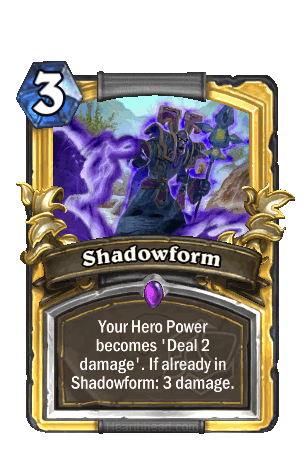 3
Shadowform
Your Hero Power
becomes 'Deal 2
damage'. If already in
Shadowform: 3 damage.